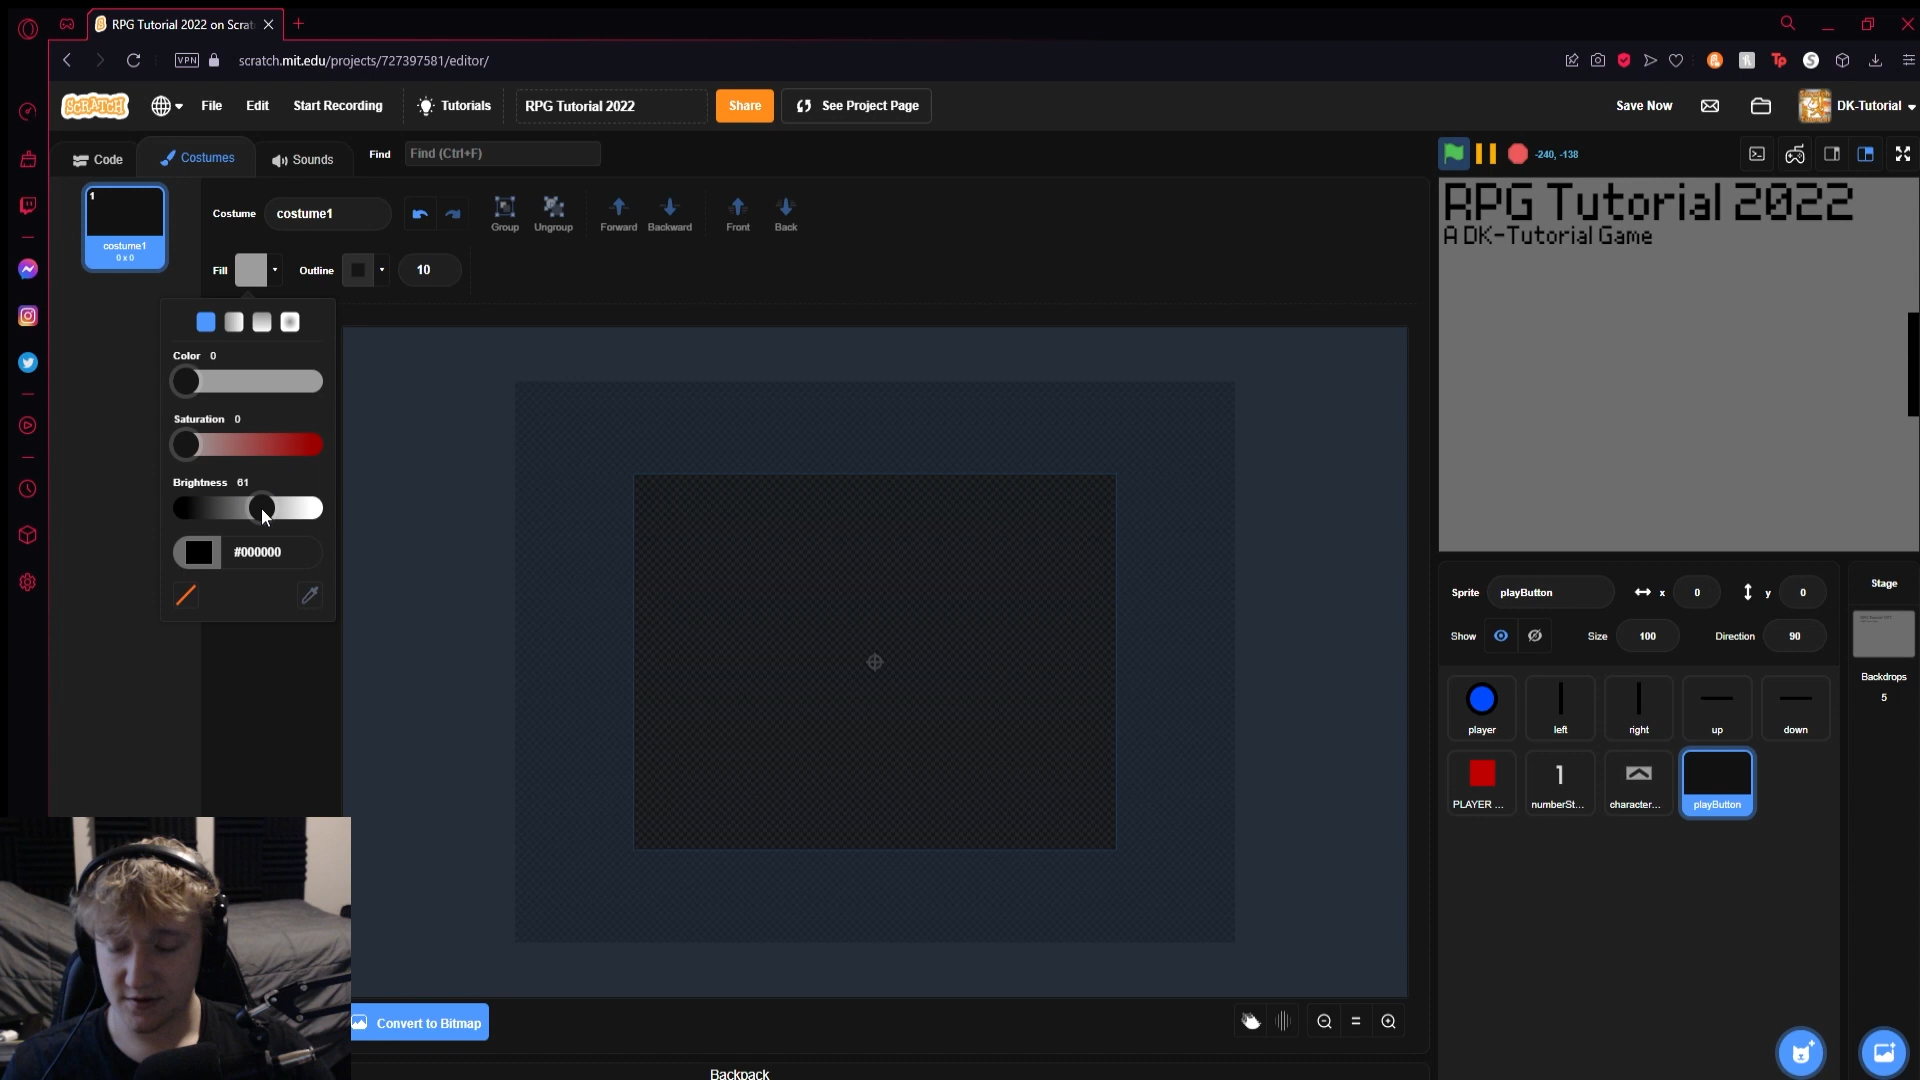 RPG Tutorial 2022 on Scrat
VPN
scratch.mit.edu/projects/727397581/editor/
Tp
S
SCRATCH
File
Edit
Start Recording
Tutorials
RPG Tutorial 2022
Share
See Project Page
Save Now
DK-Tutorial
Code
Costumes
Sounds
Find
Find (Ctrl+F)
-240, -138
1
costume1
0 x 0
Costume
costume1
Group
Ungroup
Forward
Backward
Front
Back
Fill
Outline
10
Color 0
Saturation 0
Brightness 61
#000000
RPG Tutorial 2022
A DK-Tutorial Game
Sprite
playButton
x
0
y
0
Show
Size
100
Direction
90
Stage
Backdrops
5
player
left
right
up
down
PLAYER ...
1
numberSt...
character...
playButton
Convert to Bitmap
Backpack